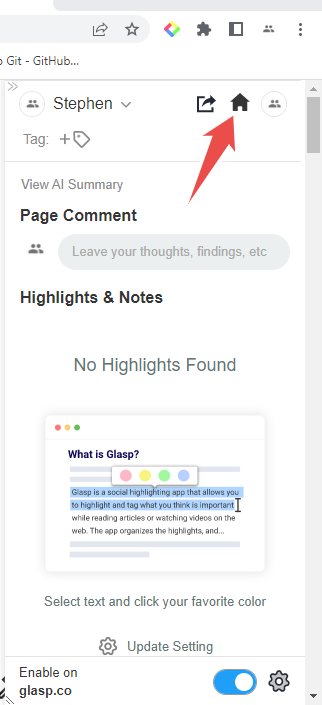 o Git - GitHub...
Stephen
Tag:
View AI Summary
Page Comment
Leave your thoughts, findings, etc
Highlights & Notes
No Highlights Found
What is Glasp?
Glasp is a social highlighting app that allows you
to highlight and tag what you think is important
while reading articles or watching videos on the
web. The app organizes the highlights, and...
Select text and click your favorite color
Update Setting
Enable on
glasp.co